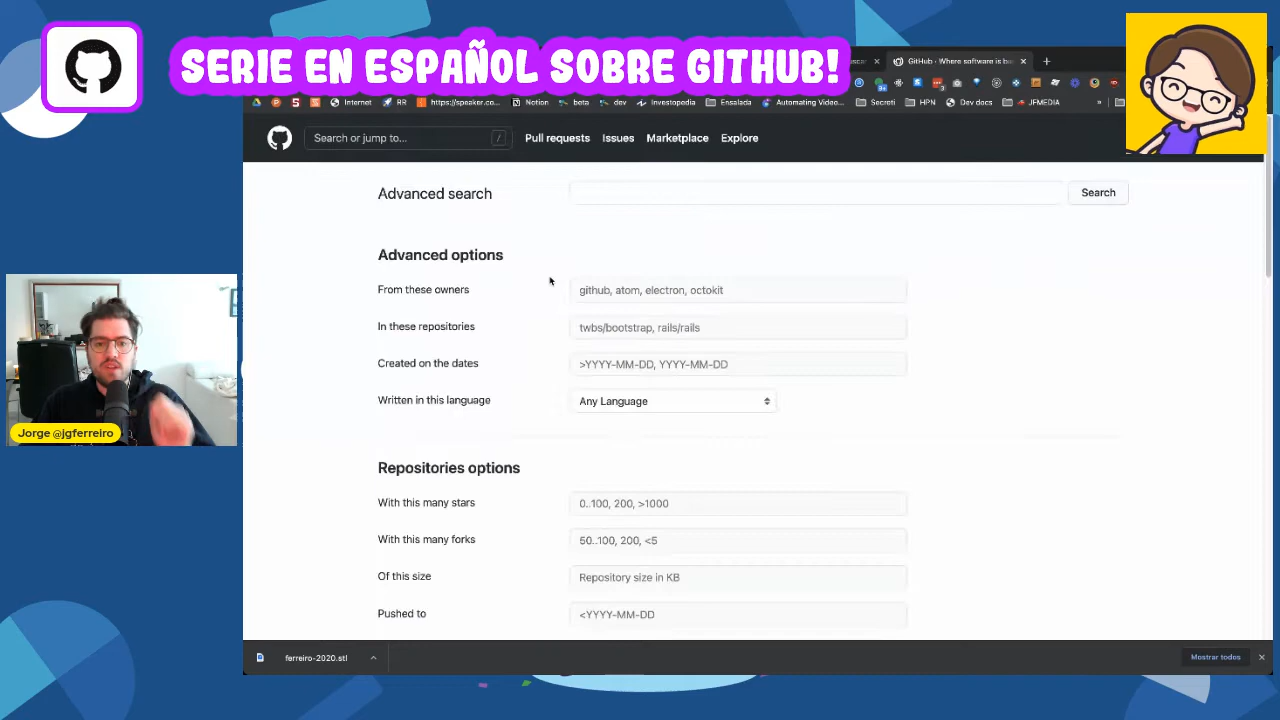 SERIE EN ESPAÑOL SOBRE GITHUB!
GitHub · Where software is bu
Internet
RR
https://speaker.co...
Notion
beta
dev
Investopedia
Ensalada
Automating Video...
Secreti
HPN
Dev docs
JFMEDIA
»
Search or jump to...
/
Pull requests
Issues
Marketplace
Explore
Advanced search
Search
Advanced options
From these owners
github, atom, electron, octokit
In these repositories
twbs/bootstrap, rails/rails
Created on the dates
>YYYY-MM-DD, YYYY-MM-DD
Written in this language
Any Language
Repositories options
With this many stars
0..100, 200, >1000
With this many forks
50..100, 200, <5
Of this size
Repository size in KB
Pushed to
<YYYY-MM-DD
Jorge @jgferreiro
ferreiro-2020.stl
Mostrar todos